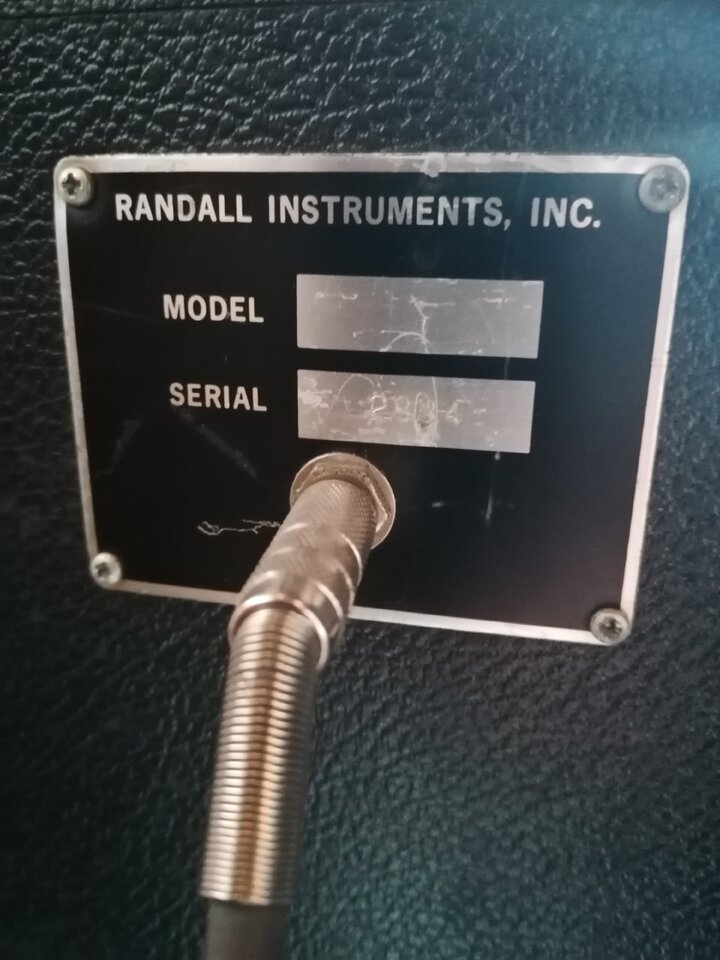 RANDALL INSTRUMENTS, INC.
MODEL
SERIAL